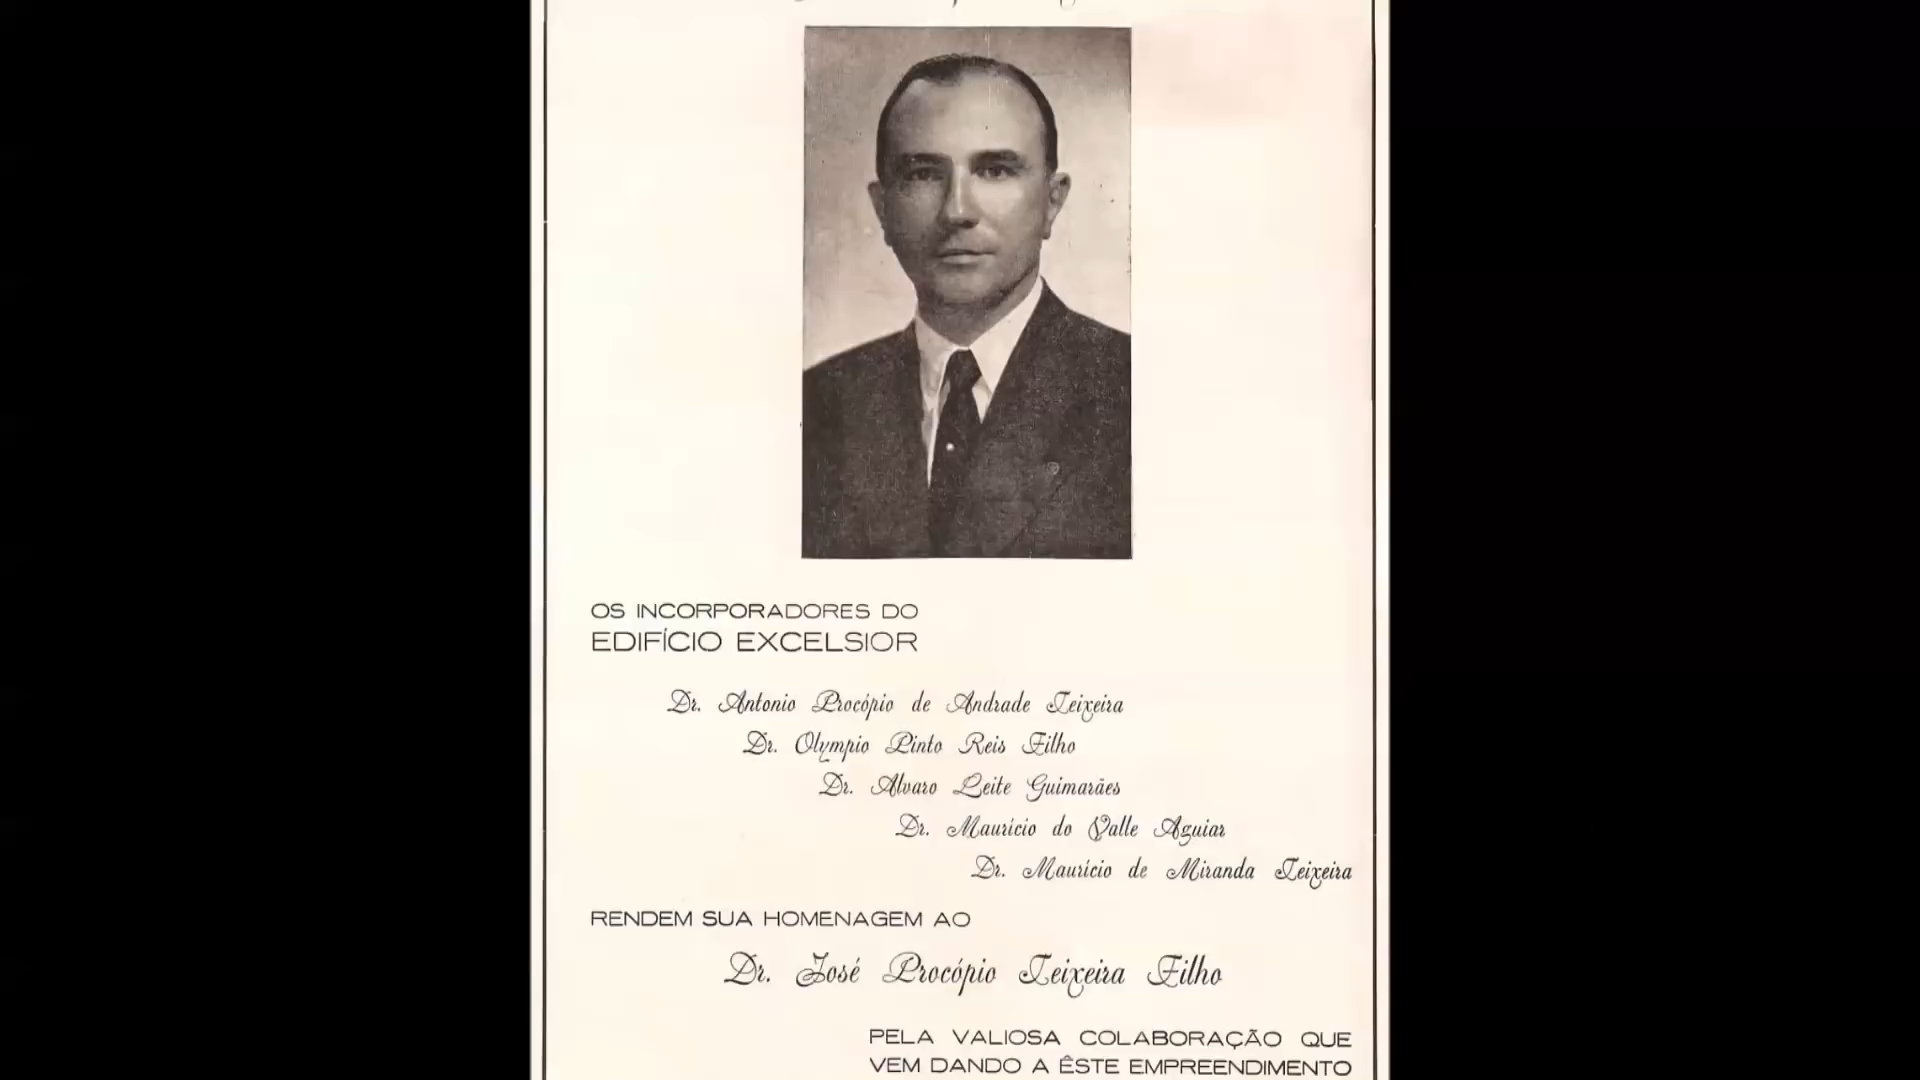 OS INCORPORADORES DO
EDIFÍCIO EXCELSIOR
Dr. Antonio Procópio de Andrade Teixeira
Dr. Olympio Pinto Reis Filho
Dr. Alvaro Leite Guimarães
Dr. Maurício do Valle Aguiar
Dr. Maurício de Miranda Teixeira
RENDEM SUA HOMENAGEM AO
Dr. José Procópio Teixeira Filho
PELA VALIOSA COLABORAÇÃO QUE
VEM DANDO A ÊSTE EMPREENDIMENTO